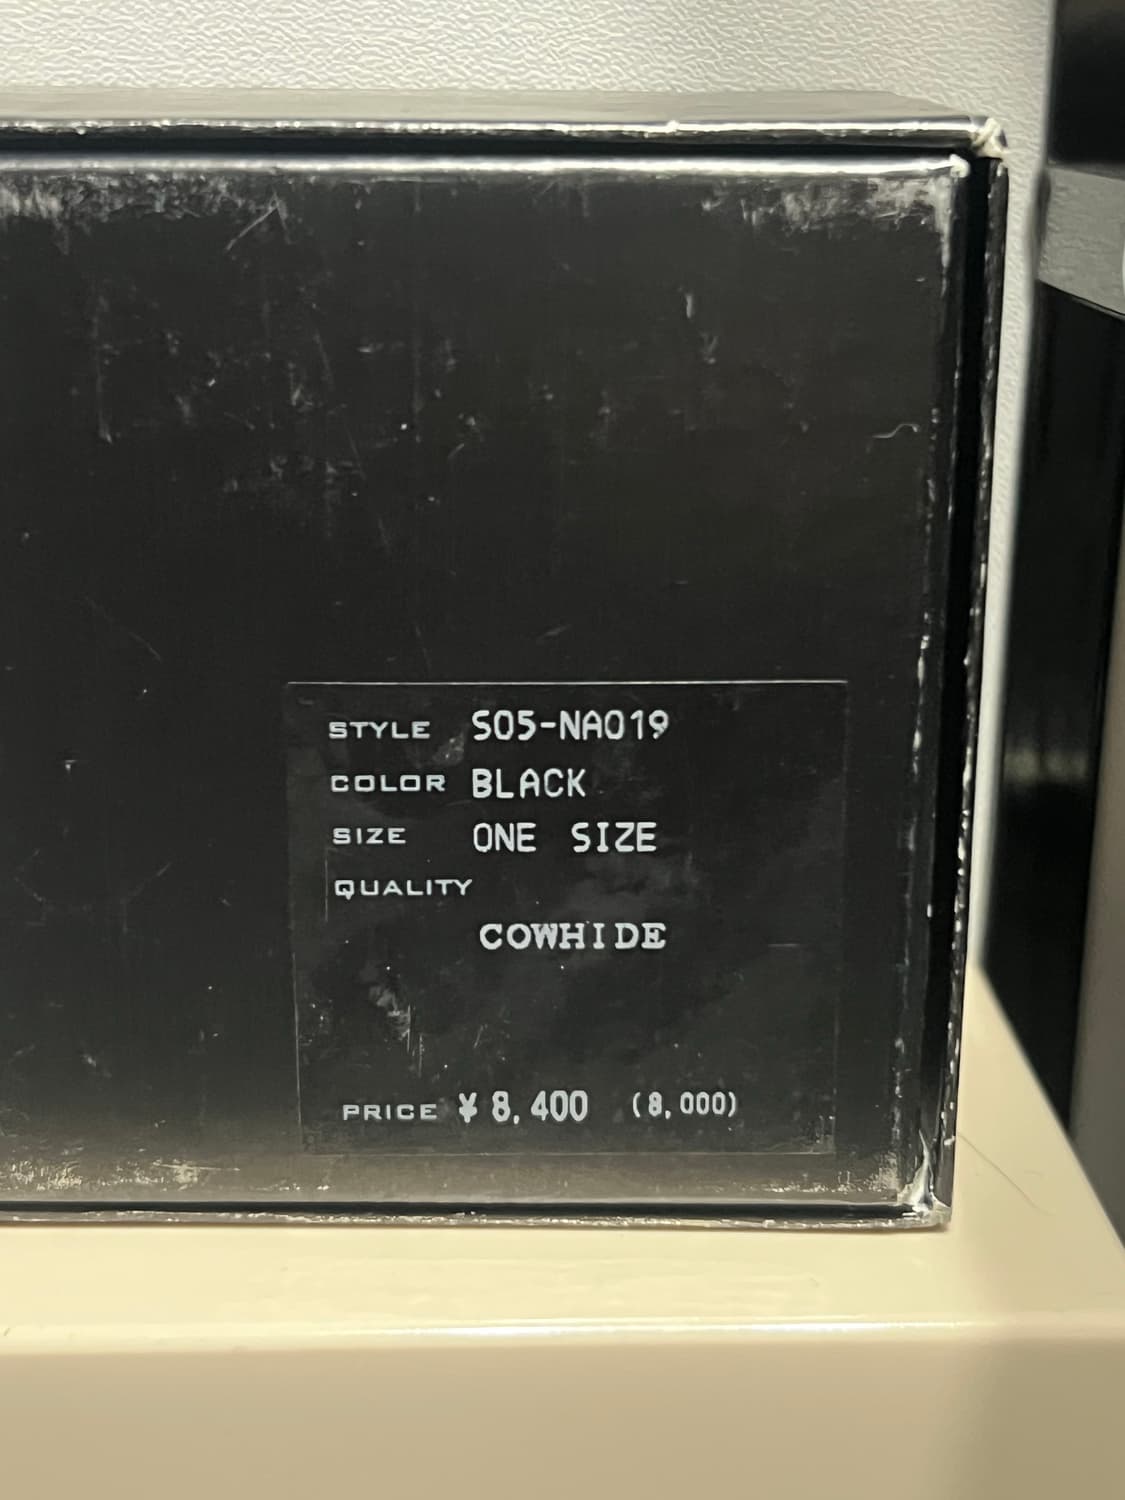 STYLE S05-NA019
COLOR BLACK
SIZE ONE SIZE
QUALITY
COWHIDE
PRICE ¥ 8,400 (8,000)